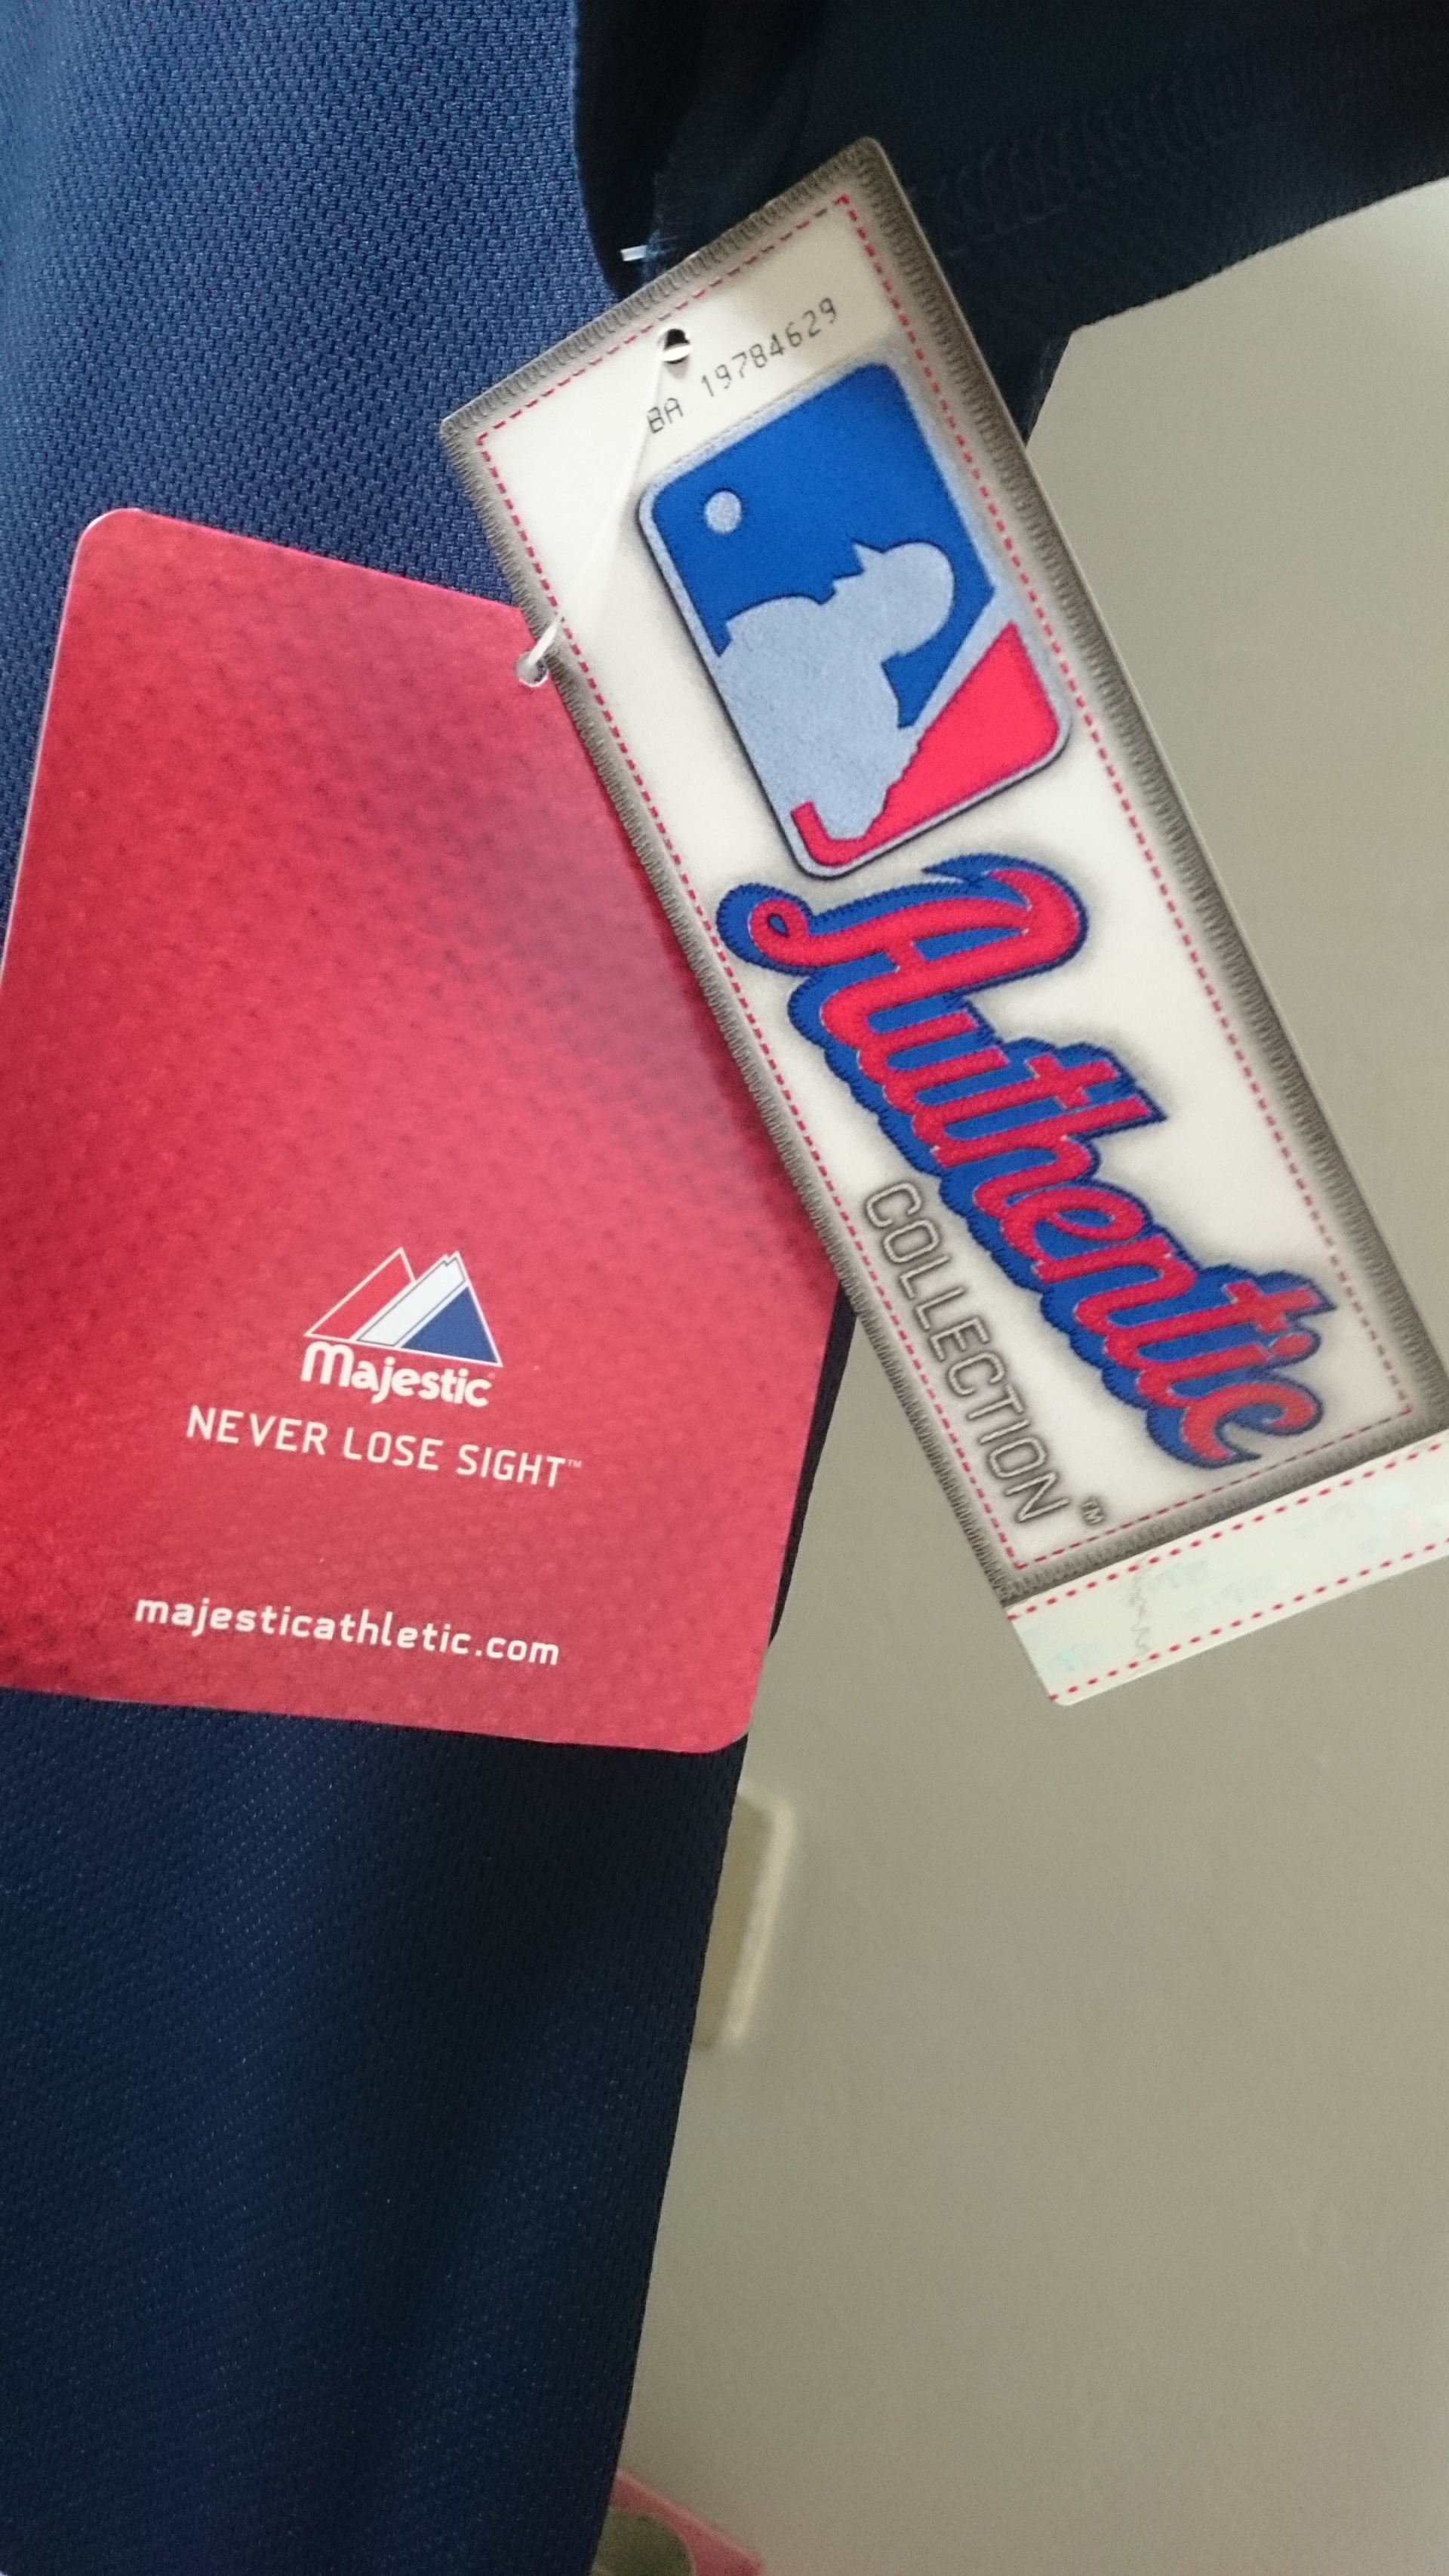 BA 19784629
Authentic
COLLECTION™
Majestic
NEVER LOSE SIGHT™
majesticathletic.com